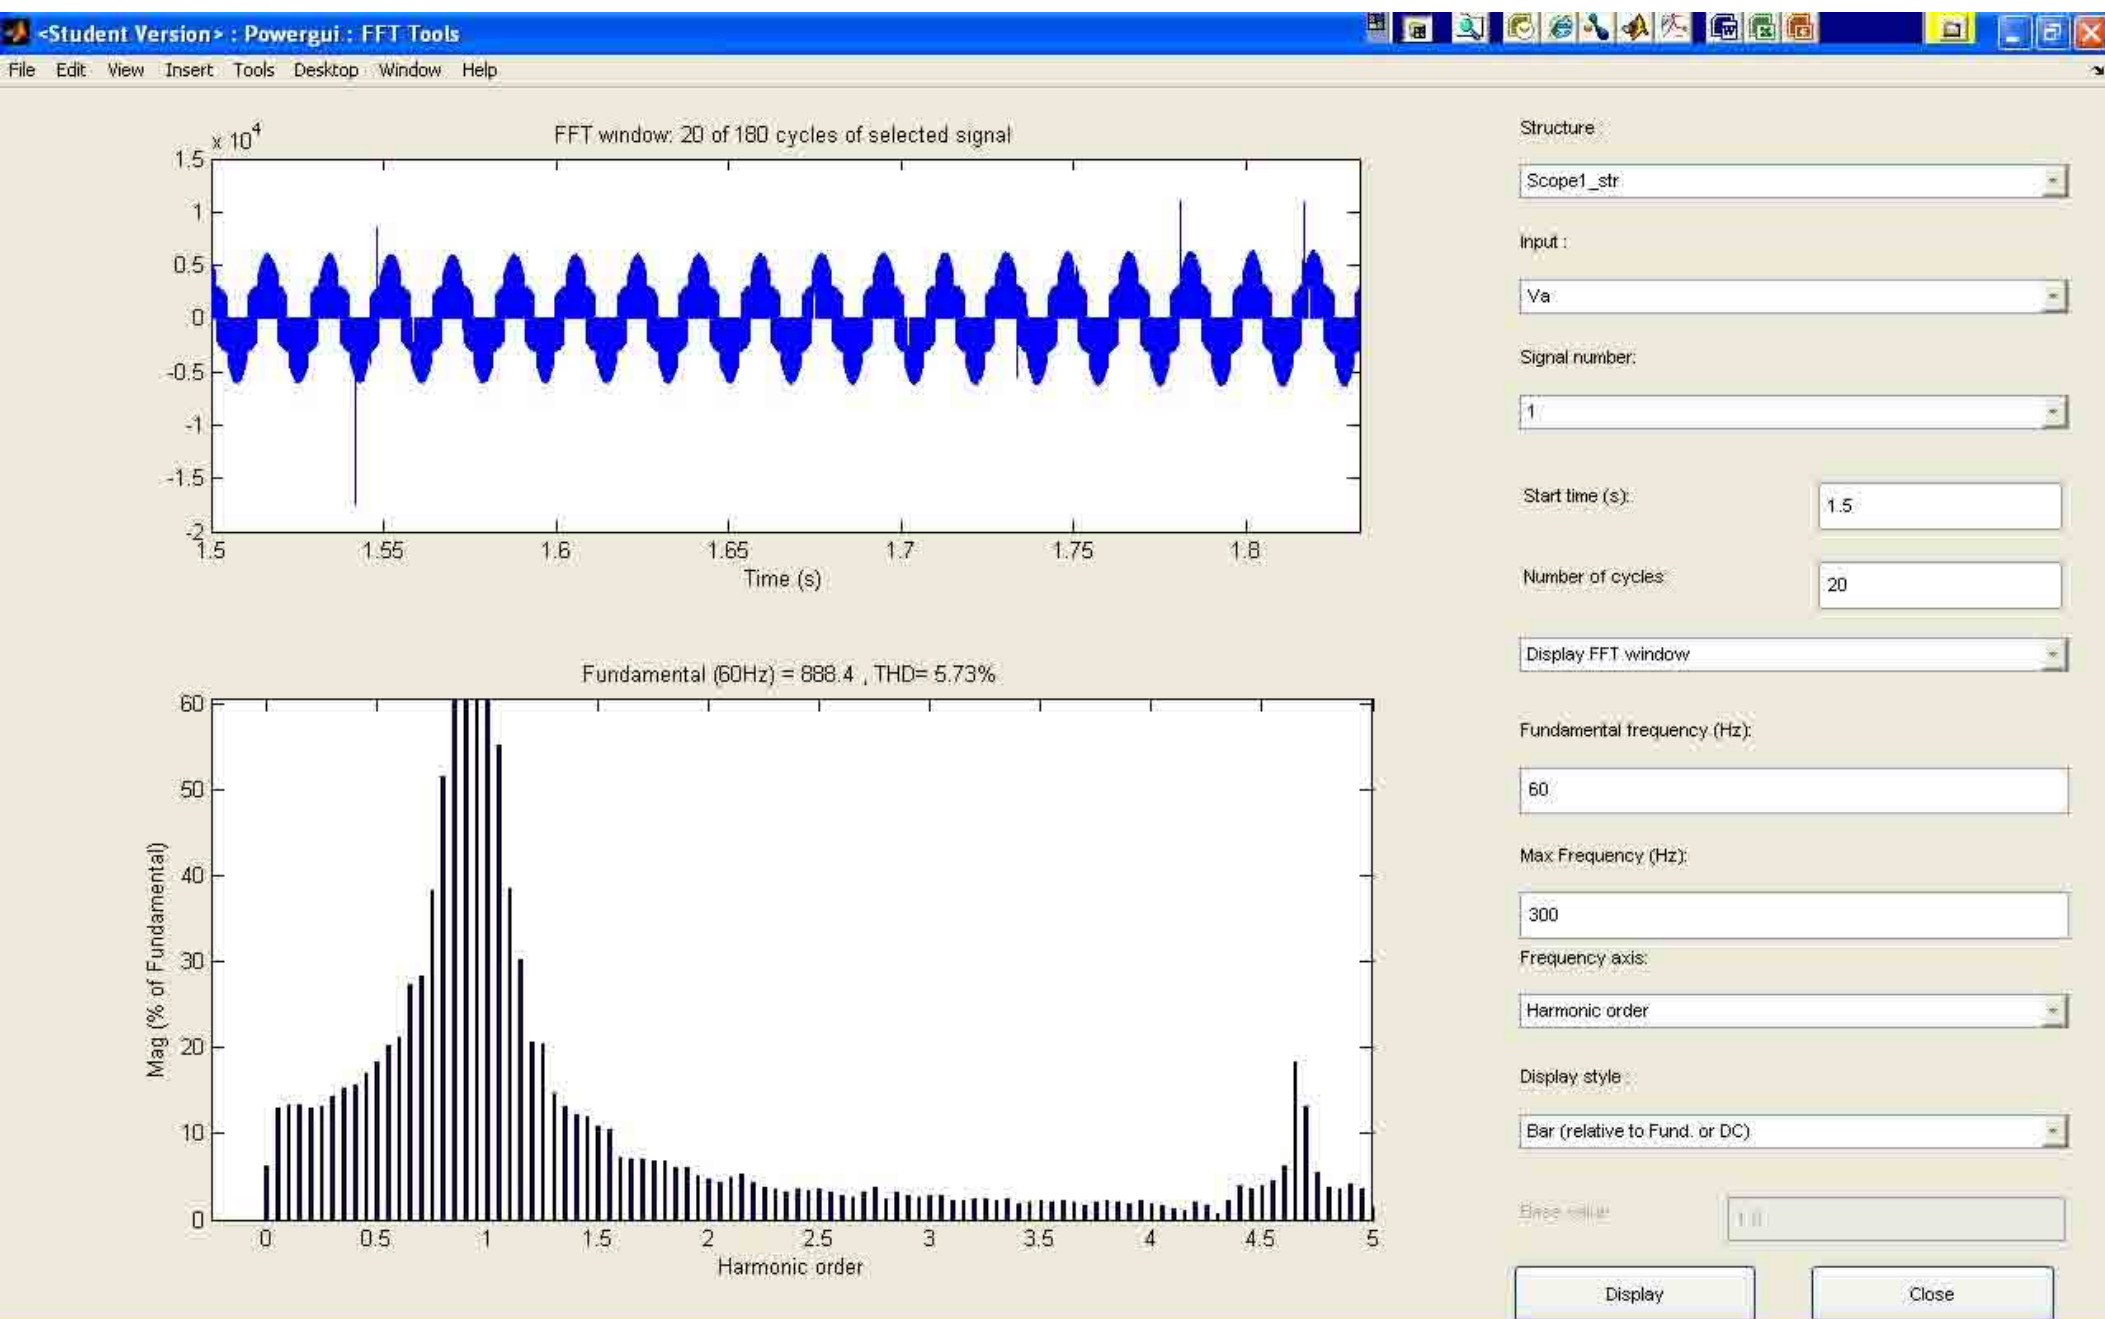 <Student Version> : Powergui : FFT Tools
File Edit View Insert Tools Desktop Window Help
x 10^4
FFT window: 20 of 180 cycles of selected signal
1.5
1
0.5
0
-0.5
-1
-1.5
-2
1.5 1.55 1.6 1.65 1.7 1.75 1.8
Time (s)
Fundamental (60Hz) = 888.4 , THD= 5.73%
60
50
40
30
20
10
0
Mag (% of Fundamental)
0 0.5 1 1.5 2 2.5 3 3.5 4 4.5 5
Harmonic order
Structure :
Scope1_str
Input :
Va
Signal number:
1
Start time (s):
1.5
Number of cycles:
20
Display FFT window
Fundamental frequency (Hz):
60
Max Frequency (Hz):
300
Frequency axis:
Harmonic order
Display style :
Bar (relative to Fund. or DC)
Base value:
1.0
Display Close